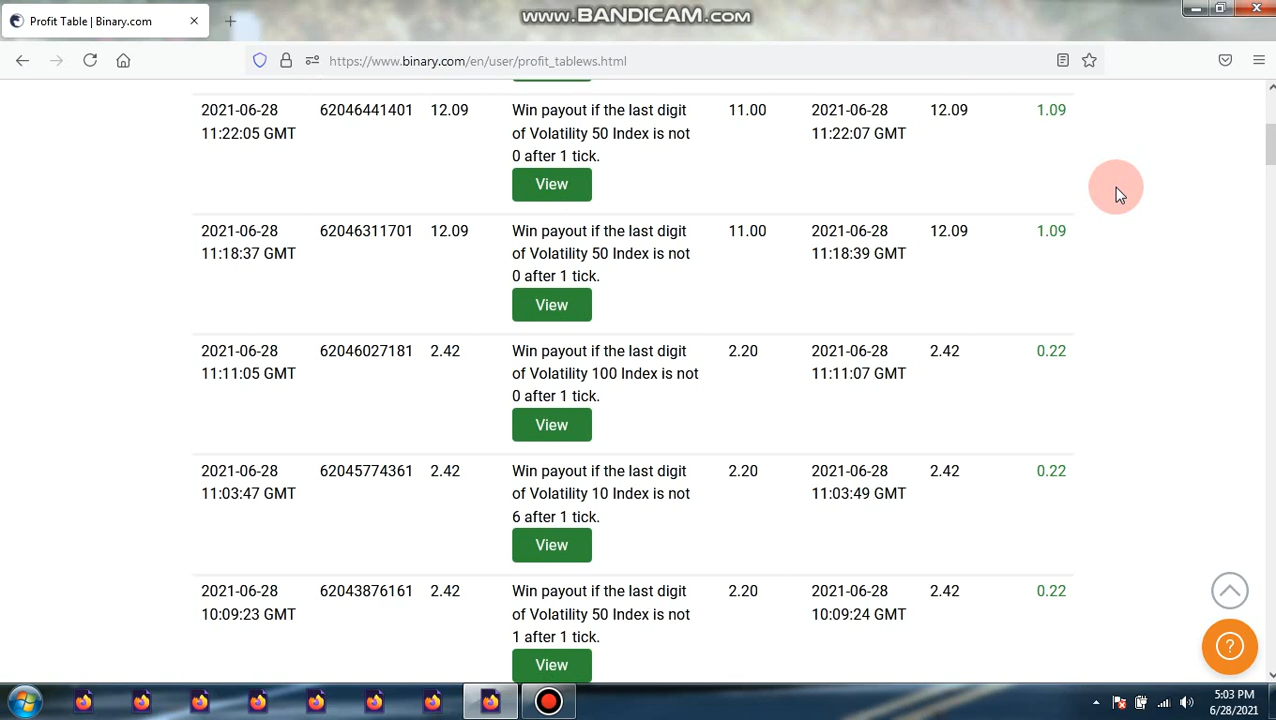 www.BANDICAM.com
Profit Table | Binary.com
https://www.binary.com/en/user/profit_tablews.html
2021-06-28 62046441401 12.09 Win payout if the last digit 11.00 2021-06-28 12.09 1.09
11:22:05 GMT of Volatility 50 Index is not 11:22:07 GMT
0 after 1 tick.
View
2021-06-28 62046311701 12.09 Win payout if the last digit 11.00 2021-06-28 12.09 1.09
11:18:37 GMT of Volatility 50 Index is not 11:18:39 GMT
0 after 1 tick.
View
2021-06-28 62046027181 2.42 Win payout if the last digit 2.20 2021-06-28 2.42 0.22
11:11:05 GMT of Volatility 100 Index is not 11:11:07 GMT
0 after 1 tick.
View
2021-06-28 62045774361 2.42 Win payout if the last digit 2.20 2021-06-28 2.42 0.22
11:03:47 GMT of Volatility 10 Index is not 11:03:49 GMT
6 after 1 tick.
View
2021-06-28 62043876161 2.42 Win payout if the last digit 2.20 2021-06-28 2.42 0.22
10:09:23 GMT of Volatility 50 Index is not 10:09:24 GMT
1 after 1 tick.
View
?
5:03 PM
6/28/2021